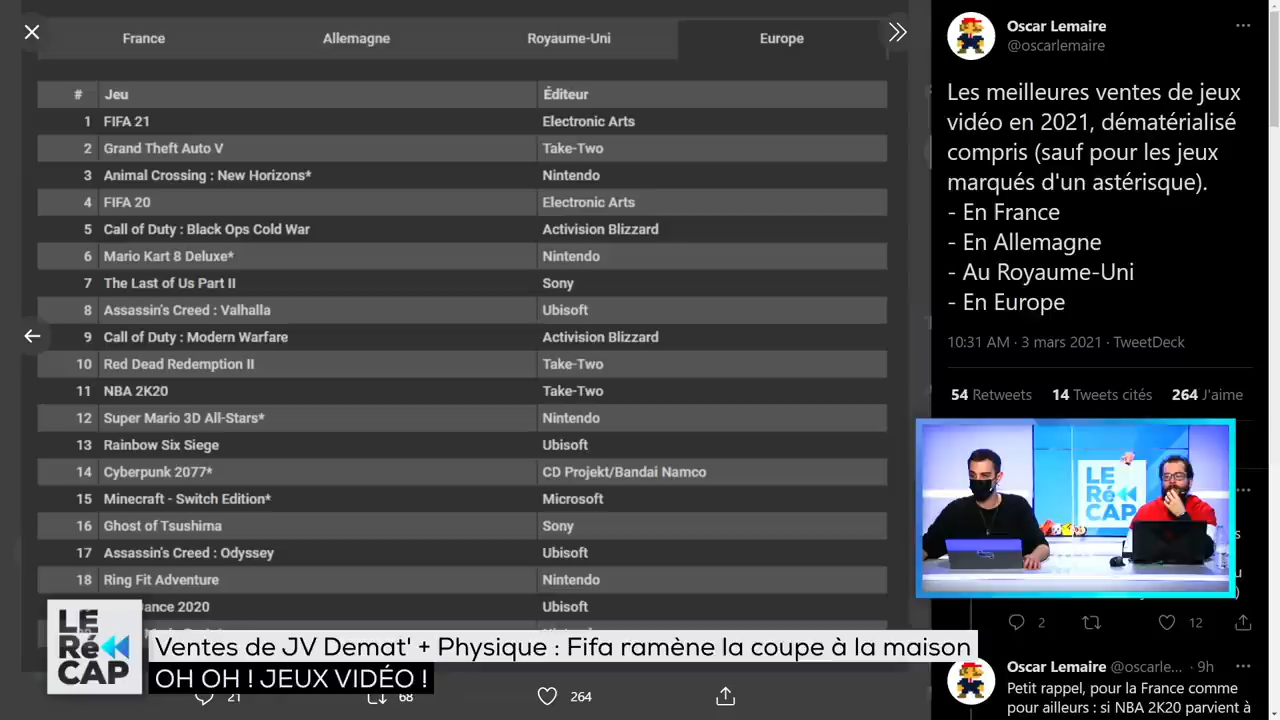 France Allemagne Royaume-Uni Europe
# Jeu Éditeur
1 FIFA 21 Electronic Arts
2 Grand Theft Auto V Take-Two
3 Animal Crossing : New Horizons* Nintendo
4 FIFA 20 Electronic Arts
5 Call of Duty : Black Ops Cold War Activision Blizzard
6 Mario Kart 8 Deluxe* Nintendo
7 The Last of Us Part II Sony
8 Assassin's Creed : Valhalla Ubisoft
9 Call of Duty : Modern Warfare Activision Blizzard
10 Red Dead Redemption II Take-Two
11 NBA 2K20 Take-Two
12 Super Mario 3D All-Stars* Nintendo
13 Rainbow Six Siege Ubisoft
14 Cyberpunk 2077* CD Projekt/Bandai Namco
15 Minecraft - Switch Edition* Microsoft
16 Ghost of Tsushima Sony
17 Assassin's Creed : Odyssey Ubisoft
18 Ring Fit Adventure Nintendo
2020 Ubisoft
LE
Ré
CAP
Ventes de JV Demat' + Physique : Fifa ramène la coupe à la maison
OH OH ! JEUX VIDÉO !
21 68 264
Oscar Lemaire
@oscarlemaire
Les meilleures ventes de jeux
vidéo en 2021, dématérialisé
compris (sauf pour les jeux
marqués d'un astérisque).
- En France
- En Allemagne
- Au Royaume-Uni
- En Europe
10:31 AM · 3 mars 2021 · TweetDeck
54 Retweets 14 Tweets cités 264 J'aime
LE
Ré
CAP
2 12
Oscar Lemaire @oscarle... · 9h
Petit rappel, pour la France comme
pour ailleurs : si NBA 2K20 parvient à